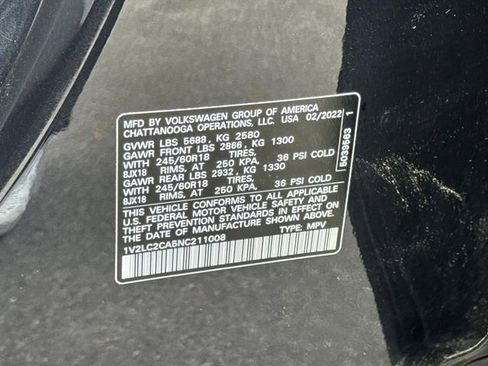 MFD BY VOLKSWAGEN GROUP OF AMERICA
CHATTANOOGA OPERATIONS, LLC. USA 02/2022
GVWR LBS 5688, KG 2580
GAWR FRONT LBS 2866, KG 1300
WITH 245/60R18 TIRES,
8JX18 RIMS. AT 250 KPA, 36 PSI COLD
GAWR REAR LBS 2932, KG 1330
WITH 245/60R18 TIRES,
8JX18 RIMS. AT 250 KPA, 36 PSI COLD
THIS VEHICLE CONFORMS TO ALL APPLICABLE
U.S. FEDERAL MOTOR VEHICLE SAFETY AND
THEFT PREVENTION STANDARDS IN EFFECT ON
THE DATE OF MANUFACTURE SHOWN ABOVE.
1V2LC2CA5NC211008 TYPE: MPV
5039563 1